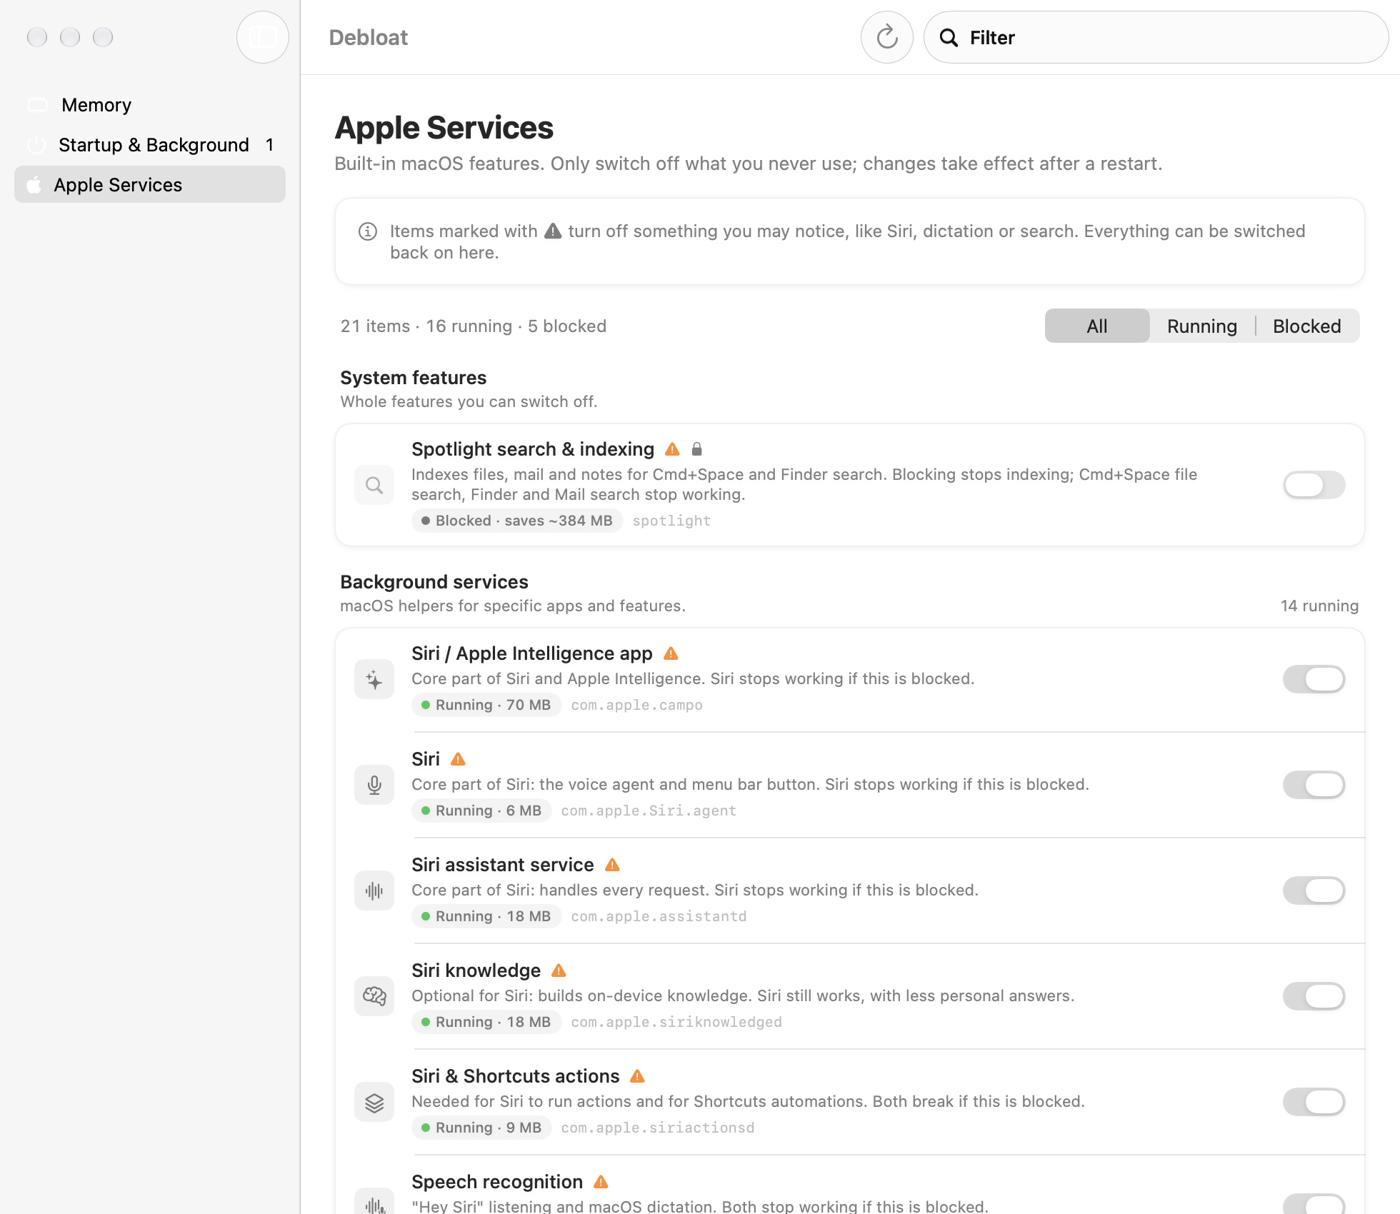 Debloat
Filter
Memory
Startup & Background 1
Apple Services
Apple Services
Built-in macOS features. Only switch off what you never use; changes take effect after a restart.
Items marked with turn off something you may notice, like Siri, dictation or search. Everything can be switched
back on here.
21 items · 16 running · 5 blocked
All Running Blocked
System features
Whole features you can switch off.
Spotlight search & indexing
Indexes files, mail and notes for Cmd+Space and Finder search. Blocking stops indexing; Cmd+Space file
search, Finder and Mail search stop working.
Blocked · saves ~384 MB spotlight
Background services
macOS helpers for specific apps and features. 14 running
Siri / Apple Intelligence app
Core part of Siri and Apple Intelligence. Siri stops working if this is blocked.
Running · 70 MB com.apple.campo
Siri
Core part of Siri: the voice agent and menu bar button. Siri stops working if this is blocked.
Running · 6 MB com.apple.Siri.agent
Siri assistant service
Core part of Siri: handles every request. Siri stops working if this is blocked.
Running · 18 MB com.apple.assistantd
Siri knowledge
Optional for Siri: builds on-device knowledge. Siri still works, with less personal answers.
Running · 18 MB com.apple.siriknowledged
Siri & Shortcuts actions
Needed for Siri to run actions and for Shortcuts automations. Both break if this is blocked.
Running · 9 MB com.apple.siriactionsd
Speech recognition
"Hey Siri" listening and macOS dictation. Both stop working if this is blocked.